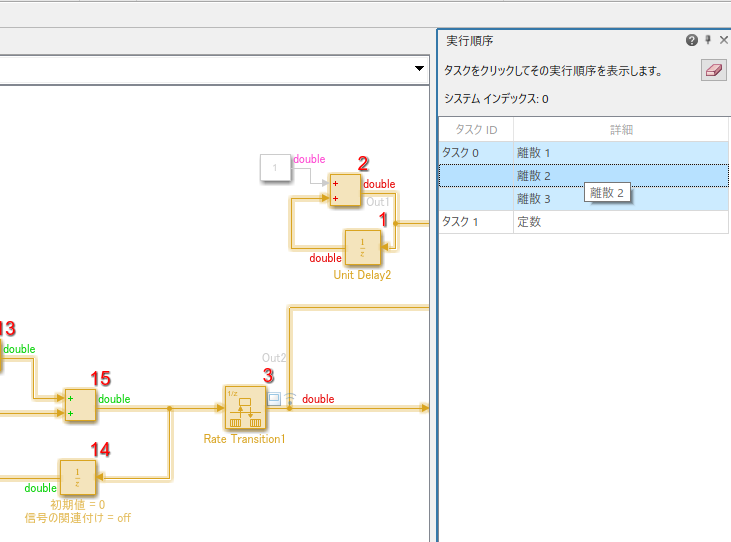 実行順序
タスクをクリックしてその実行順序を表示します。
システム インデックス: 0
タスク ID 詳細
タスク 0 離散 1
離散 2
離散 2
離散 3
タスク 1 定数
1
double
2
+
+
double
Out1
1
1
z
double
Unit Delay2
13
double
15
+
+
double
14
1
z
double
初期値 = 0
信号の関連付け = off
Out2
3
1/z
double
Rate Transition1